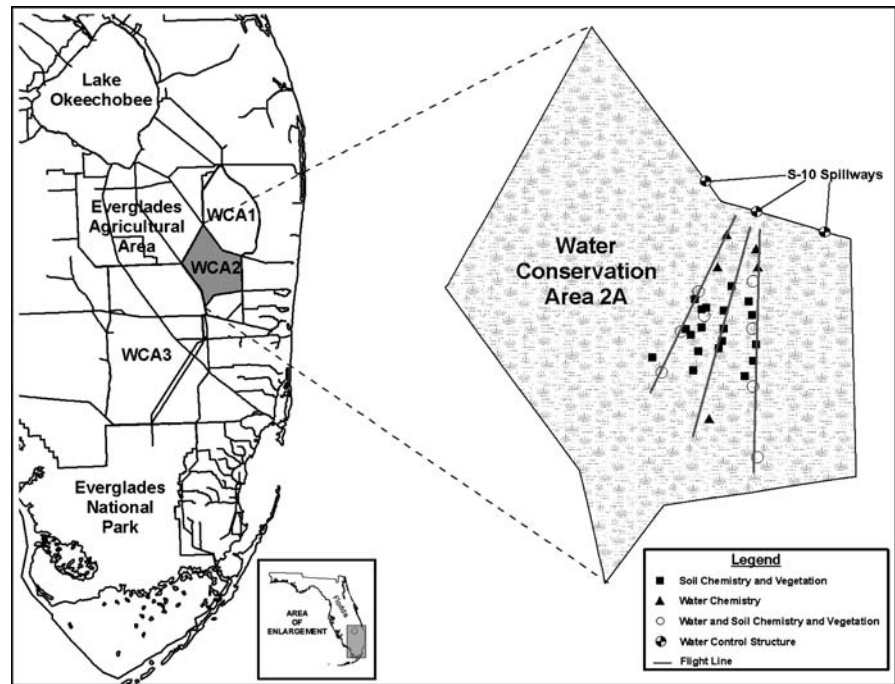 Lake
Okeechobee
Everglades
Agricultural
Area
WCA1
WCA2
WCA3
Everglades
National
Park
AREA
OF
ENLARGEMENT
Florida
S-10 Spillways
Water
Conservation
Area 2A
Legend
Soil Chemistry and Vegetation
Water Chemistry
Water and Soil Chemistry and Vegetation
Water Control Structure
Flight Line